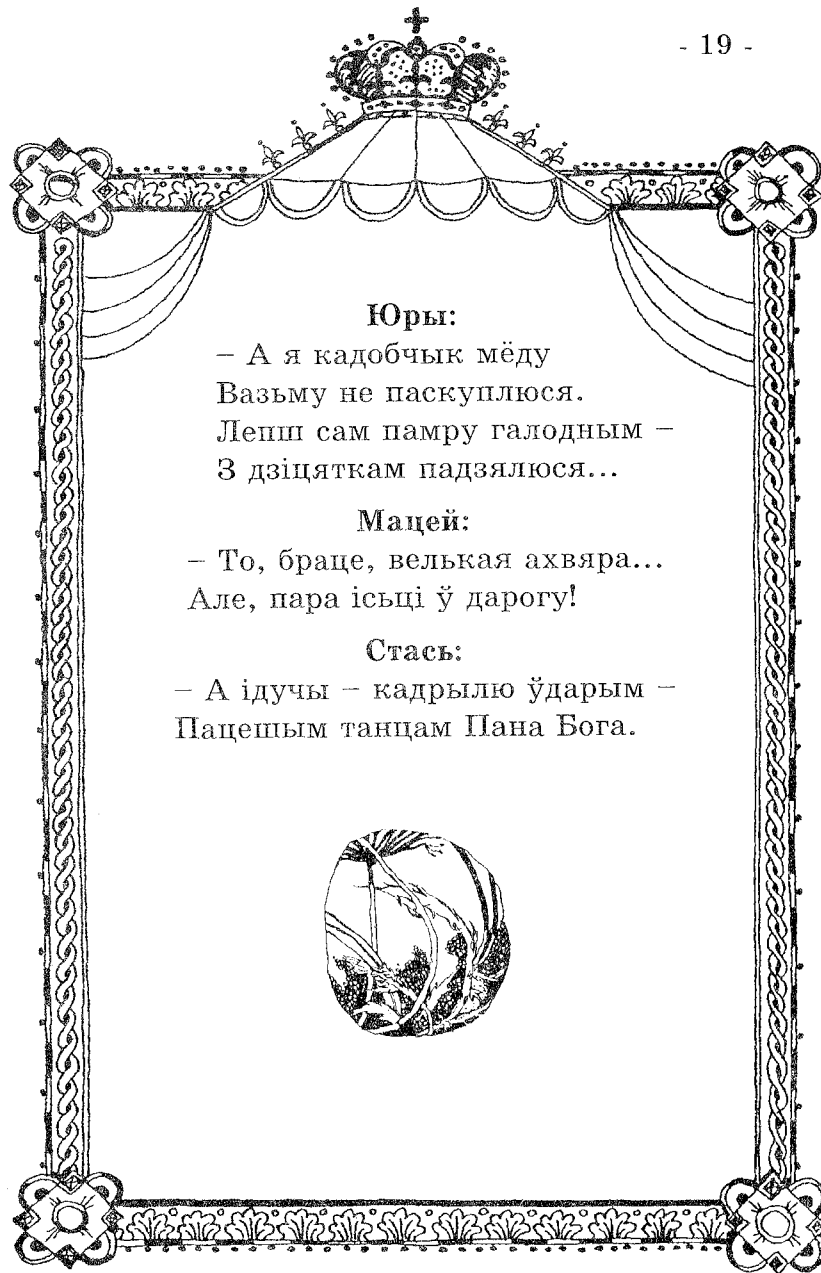 - 19 -
Юры:
– А я кадобчык мёду
Вазьму не паскуплюся.
Лепш сам памру галодным –
З дзіцяткам падзялюся...
Мацей:
– То, браце, велькая ахвяра...
Але, пара ісьці ў дарогу!
Стась:
– А ідучы – кадрылю ўдарым –
Пацешым танцам Пана Бога.